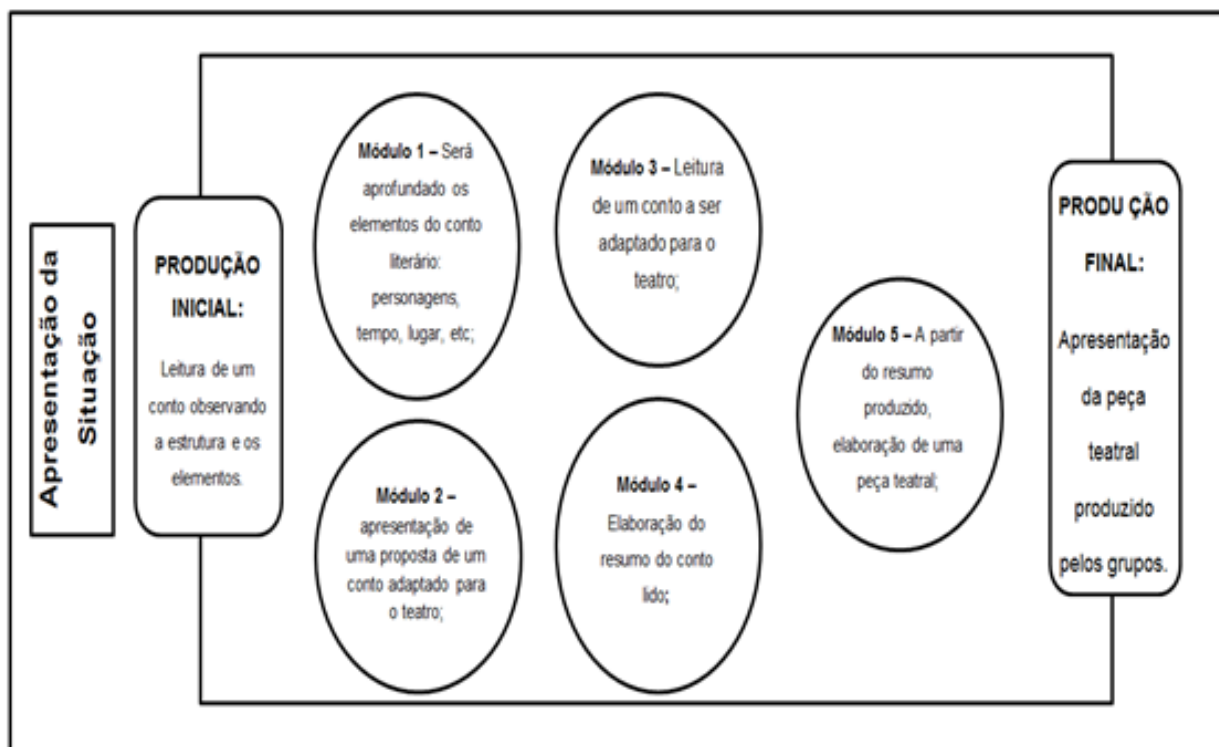 Apresentação da
Situação
PRODUÇÃO
INICIAL:
Leitura de um
conto observando
a estrutura e os
elementos.
Módulo 1 – Será
aprofundado os
elementos do conto
literário:
personagens,
tempo, lugar, etc;
Módulo 2 –
apresentação de
uma proposta de um
conto adaptado para
o teatro;
Módulo 3 – Leitura
de um conto a ser
adaptado para o
teatro;
Módulo 4 –
Elaboração do
resumo do conto
lido;
Módulo 5 – A partir
do resumo
produzido,
elaboração de uma
peça teatral;
PRODU ÇÃO
FINAL:
Apresentação
da peça
teatral
produzido
pelos grupos.